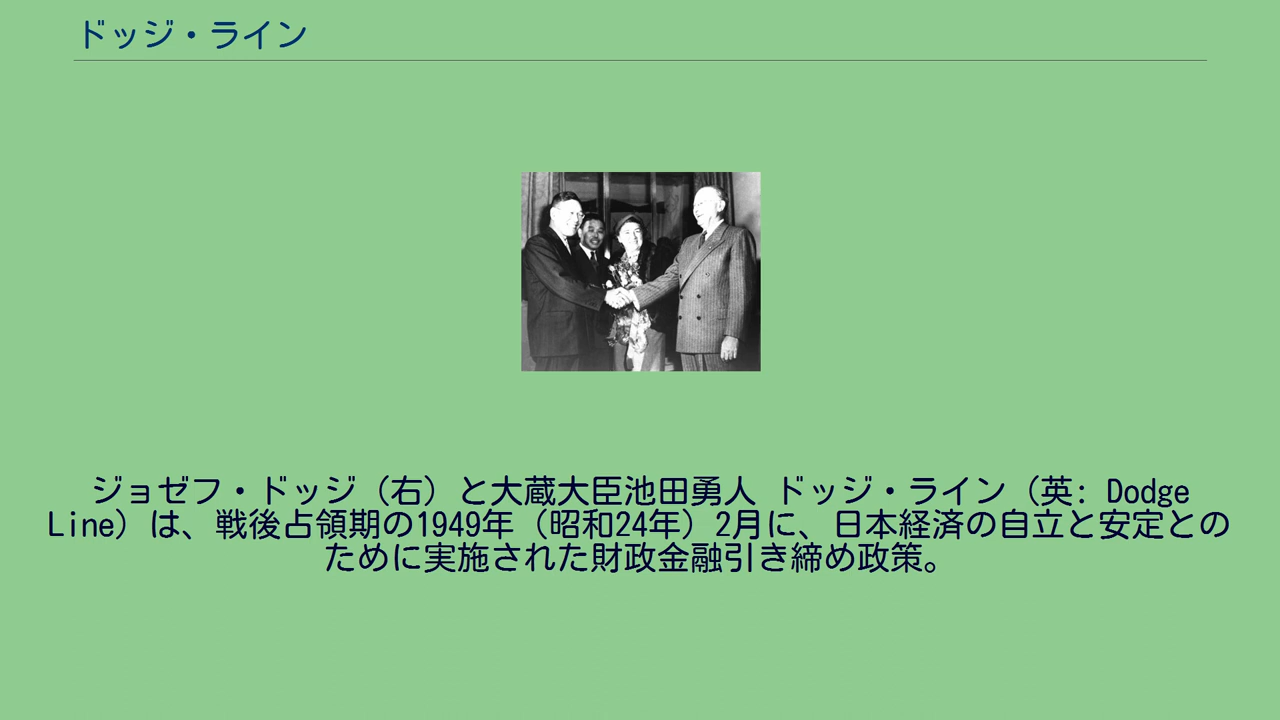 ドッジ・ライン
ジョゼフ・ドッジ（右）と大蔵大臣池田勇人 ドッジ・ライン（英: Dodge
Line）は、戦後占領期の1949年（昭和24年）2月に、日本経済の自立と安定との
ために実施された財政金融引き締め政策。